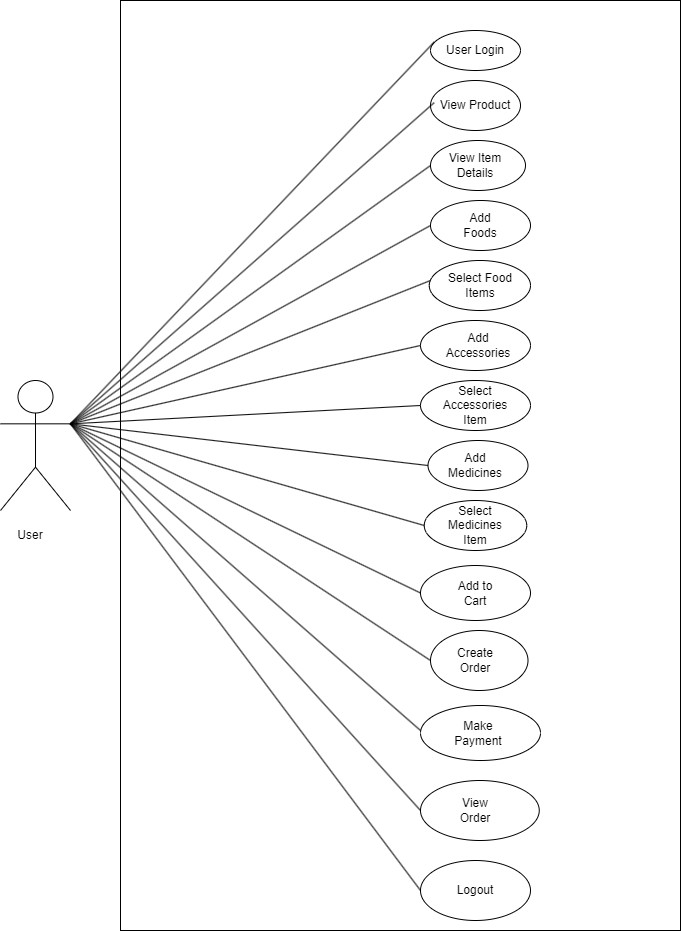 User Login
View Product
View Item
Details
Add
Foods
Select Food
Items
Add
Accessories
Select
Accessories
Item
Add
Medicines
Select
Medicines
Item
User
Add to
Cart
Create
Order
Make
Payment
View
Order
Logout